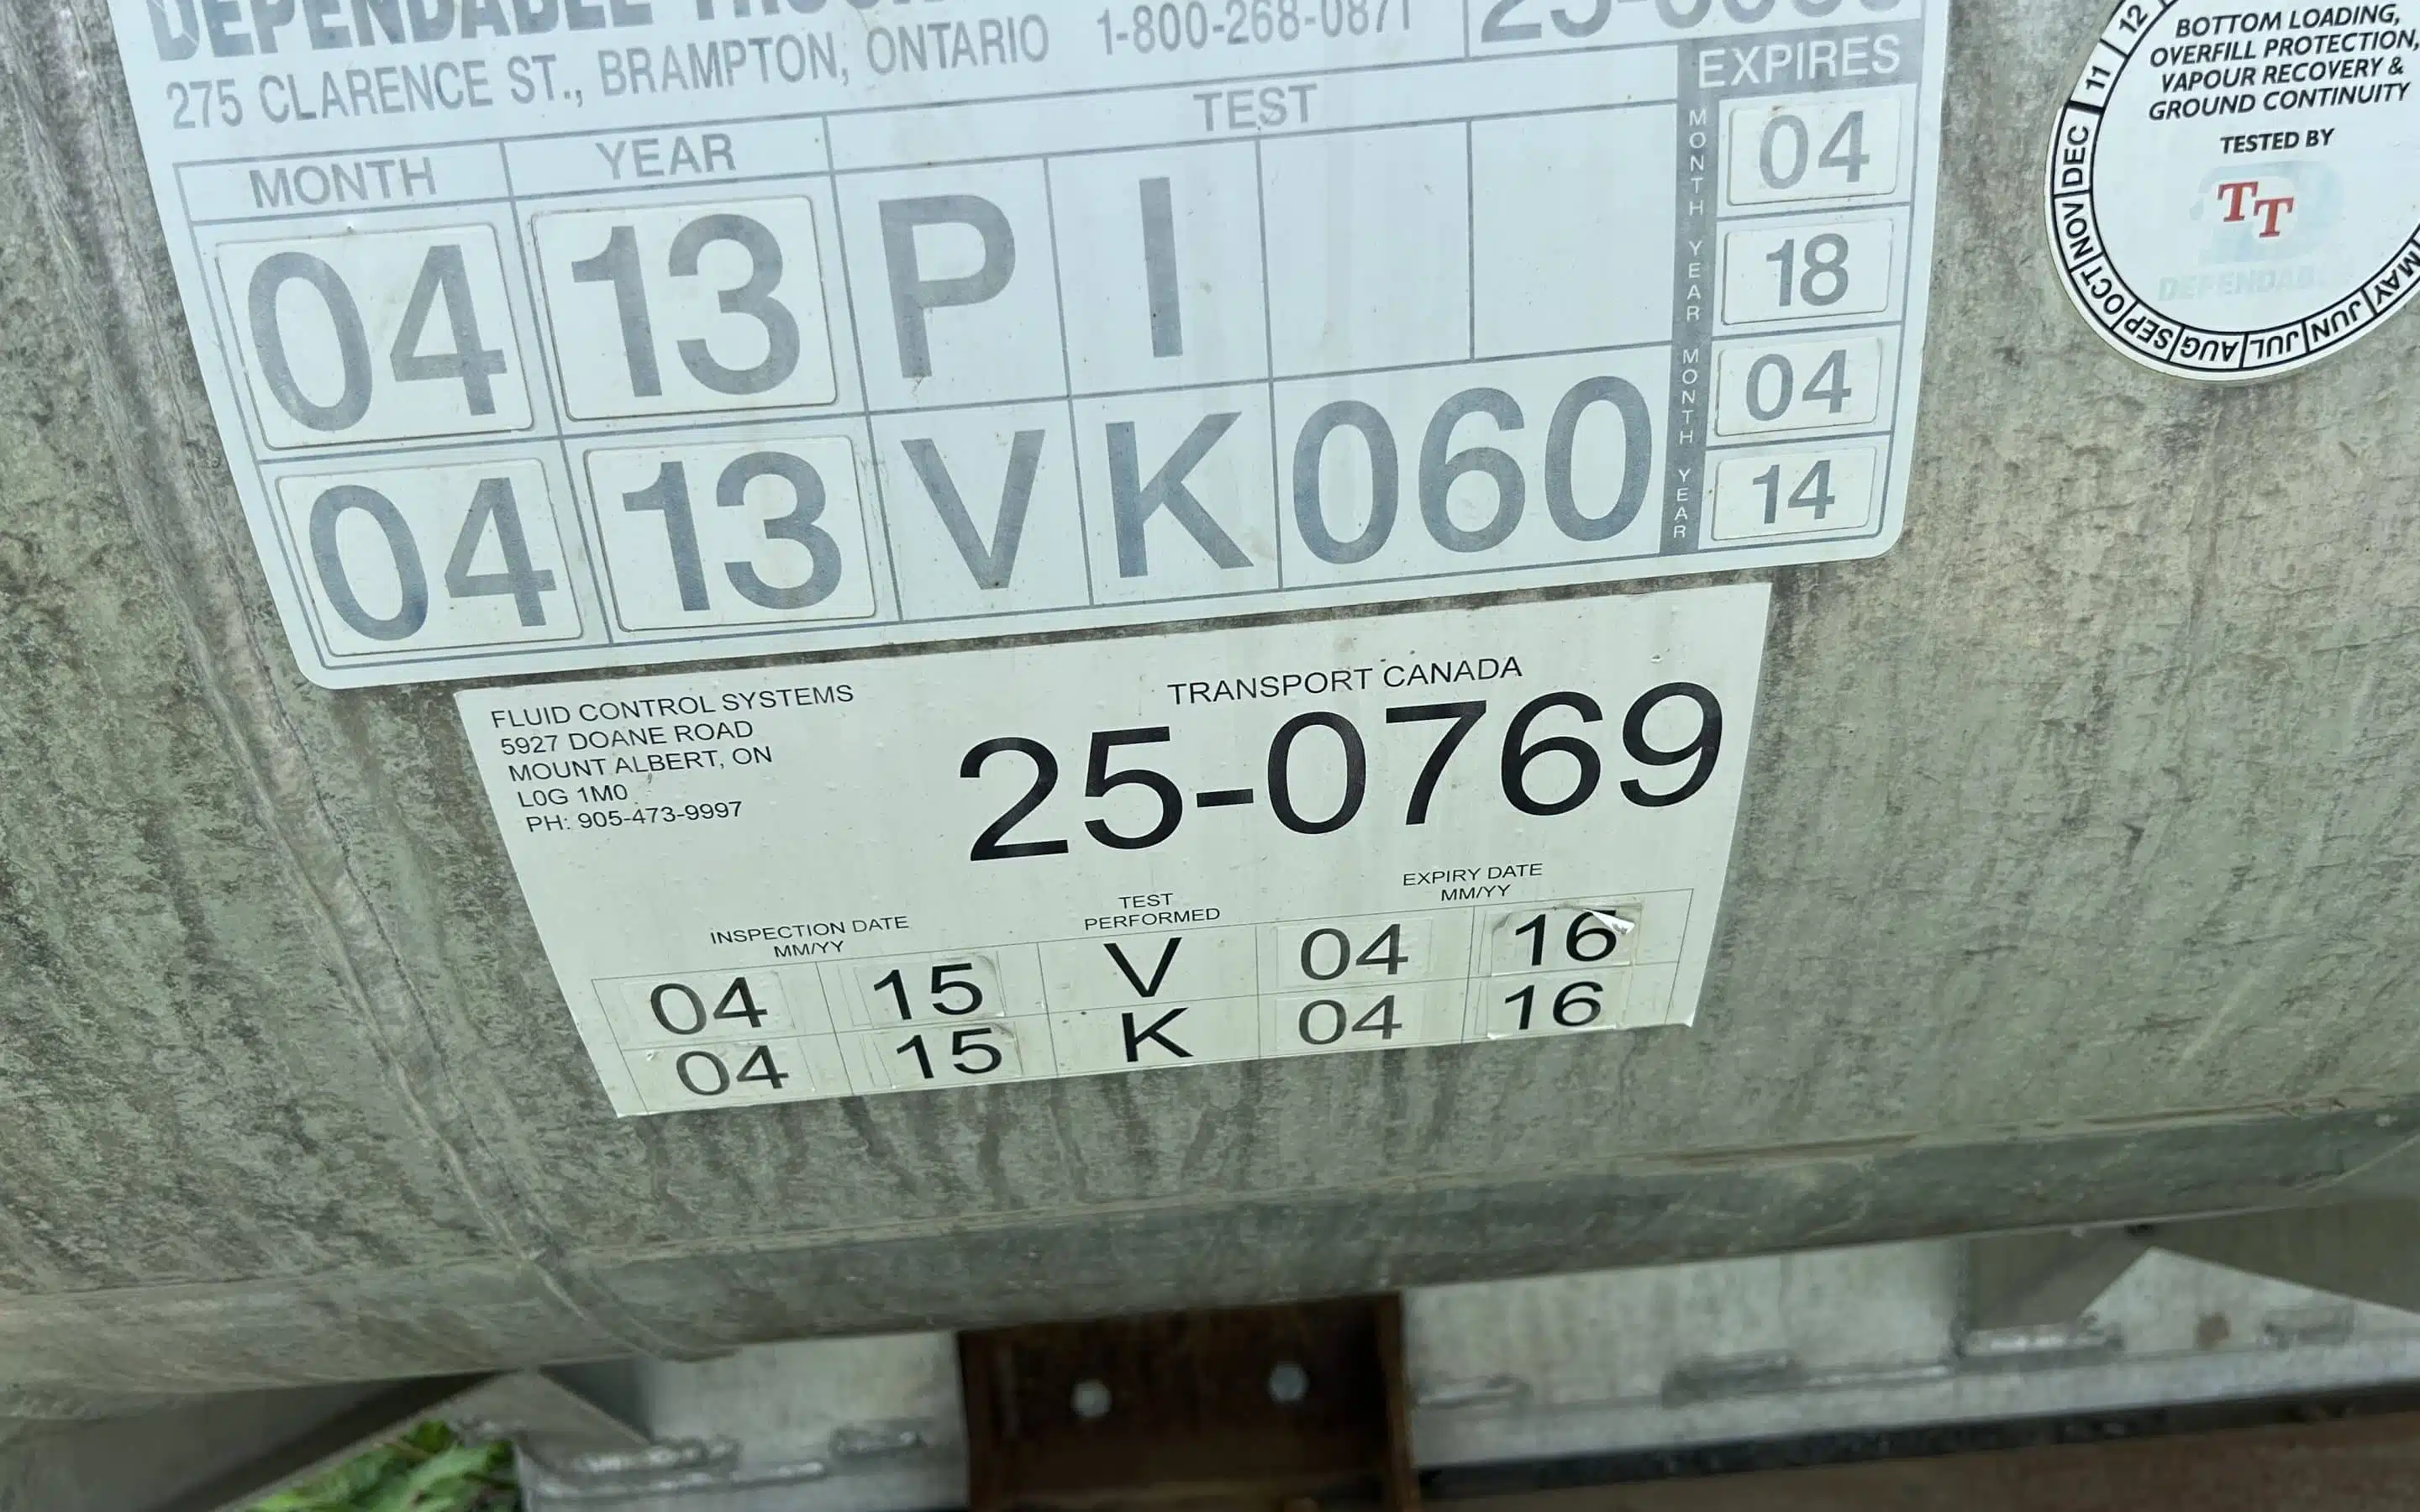 DEPENDABLE
275 CLARENCE ST., BRAMPTON, ONTARIO 1-800-268-0871
EXPIRES
MONTH YEAR TEST
04 13 P I
MONTH 04
YEAR 18
04 13 V K 060
MONTH 04
YEAR 14
FLUID CONTROL SYSTEMS
5927 DOANE ROAD
MOUNT ALBERT, ON
L0G 1M0
PH: 905-473-9997
TRANSPORT CANADA
25-0769
INSPECTION DATE
MM/YY
TEST
PERFORMED
EXPIRY DATE
MM/YY
04 15 V 04 16
04 15 K 04 16
BOTTOM LOADING,
OVERFILL PROTECTION,
VAPOUR RECOVERY &
GROUND CONTINUITY
TESTED BY
TT
MAY JUN JUL AUG SEP OCT NOV DEC 11 12